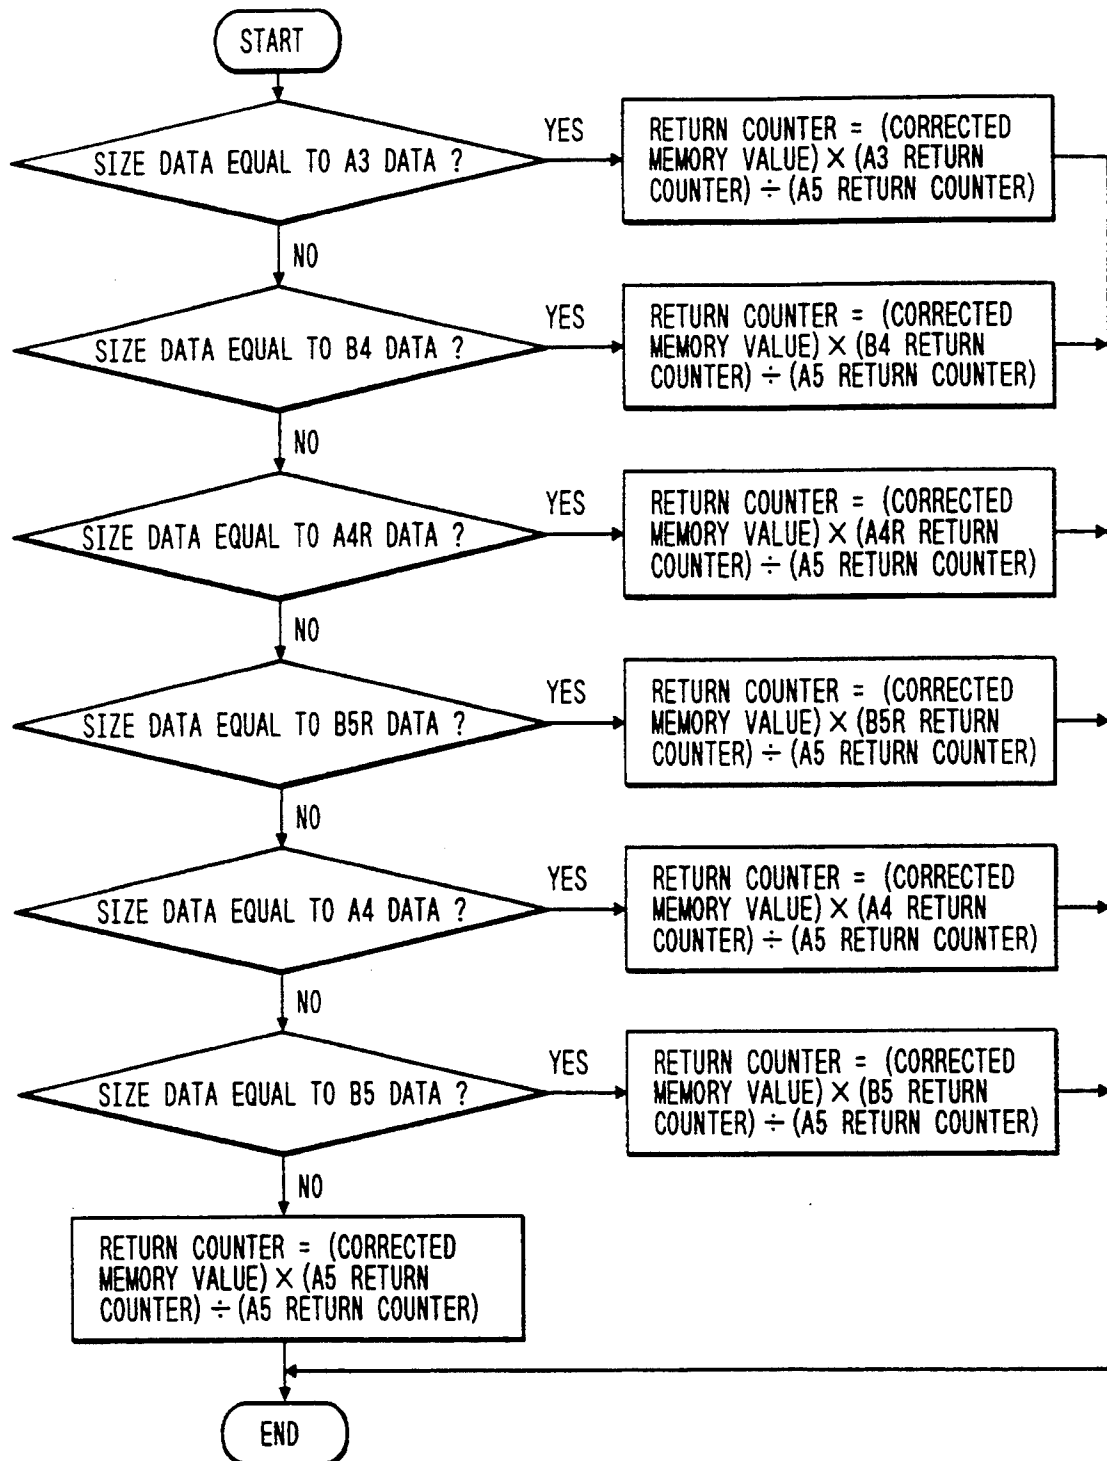 START
SIZE DATA EQUAL TO A3 DATA ?
YES
RETURN COUNTER = (CORRECTED
MEMORY VALUE) × (A3 RETURN
COUNTER) ÷ (A5 RETURN COUNTER)
NO
SIZE DATA EQUAL TO B4 DATA ?
YES
RETURN COUNTER = (CORRECTED
MEMORY VALUE) × (B4 RETURN
COUNTER) ÷ (A5 RETURN COUNTER)
NO
SIZE DATA EQUAL TO A4R DATA ?
YES
RETURN COUNTER = (CORRECTED
MEMORY VALUE) × (A4R RETURN
COUNTER) ÷ (A5 RETURN COUNTER)
NO
SIZE DATA EQUAL TO B5R DATA ?
YES
RETURN COUNTER = (CORRECTED
MEMORY VALUE) × (B5R RETURN
COUNTER) ÷ (A5 RETURN COUNTER)
NO
SIZE DATA EQUAL TO A4 DATA ?
YES
RETURN COUNTER = (CORRECTED
MEMORY VALUE) × (A4 RETURN
COUNTER) ÷ (A5 RETURN COUNTER)
NO
SIZE DATA EQUAL TO B5 DATA ?
YES
RETURN COUNTER = (CORRECTED
MEMORY VALUE) × (B5 RETURN
COUNTER) ÷ (A5 RETURN COUNTER)
NO
RETURN COUNTER = (CORRECTED
MEMORY VALUE) × (A5 RETURN
COUNTER) ÷ (A5 RETURN COUNTER)
END